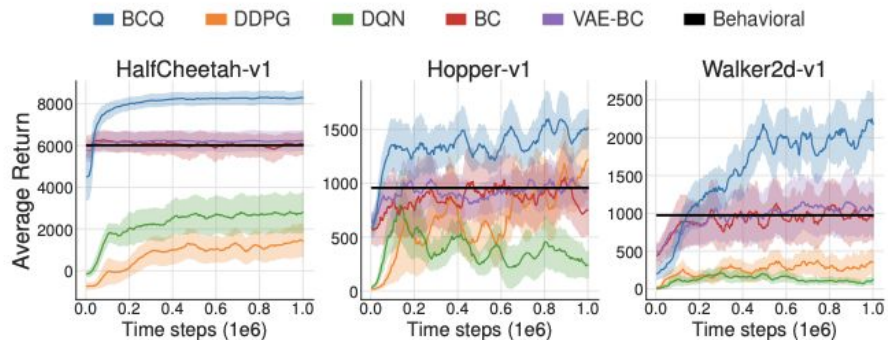 BCQ DDPG DQN BC VAE-BC Behavioral
HalfCheetah-v1 Hopper-v1 Walker2d-v1
Average Return
8000
6000
4000
2000
0
0.0 0.2 0.4 0.6 0.8 1.0
Time steps (1e6)
1500
1000
500
0
0.0 0.2 0.4 0.6 0.8 1.0
Time steps (1e6)
2500
2000
1500
1000
500
0
0.0 0.2 0.4 0.6 0.8 1.0
Time steps (1e6)